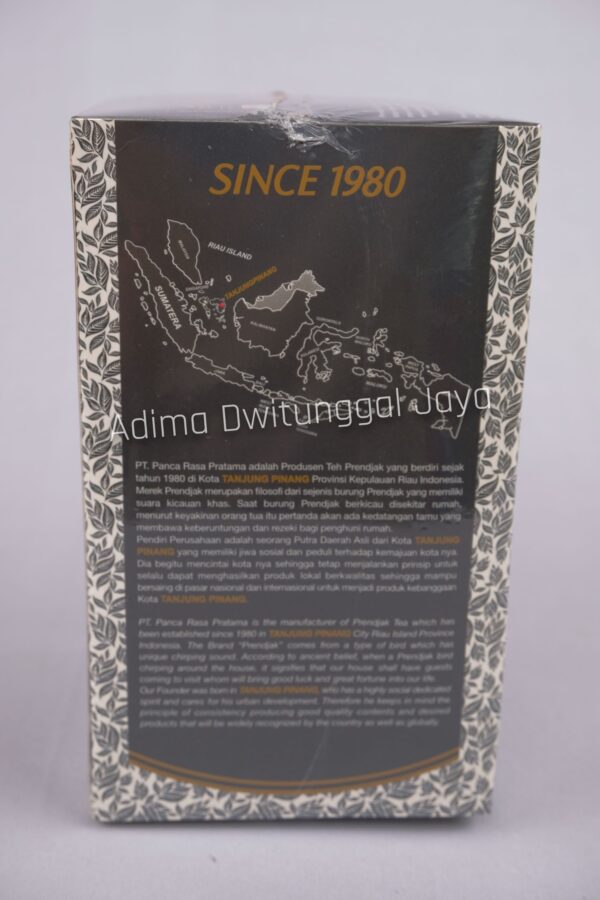 SINCE 1980
RIAU ISLAND
TANJUNGPINANG
SUMATERA
KALIMANTAN
Adima Dwitunggal Jaya
PT. Panca Rasa Pratama adalah Produsen Teh Prendjak yang berdiri sejak
tahun 1980 di Kota TANJUNG PINANG Provinsi Kepulauan Riau Indonesia.
Merek Prendjak merupakan filosofi dari sejenis burung Prendjak yang memiliki
suara kicauan khas. Saat burung Prendjak berkicau disekitar rumah,
menurut keyakinan orang tua itu pertanda akan ada kedatangan tamu yang
membawa keberuntungan dan rezeki bagi penghuni rumah.
Pendiri Perusahaan adalah seorang Putra Daerah Asli dari Kota TANJUNG
PINANG yang memiliki jiwa sosial dan peduli terhadap kemajuan kota nya.
Dia begitu mencintai kota nya sehingga tetap menjalankan prinsip untuk
selalu dapat menghasilkan produk lokal berkwalitas sehingga mampu
bersaing di pasar nasional dan internasional untuk menjadi produk kebanggaan
Kota TANJUNG PINANG.
PT. Panca Rasa Pratama is the manufacturer of Prendjak Tea which has
been established since 1980 in TANJUNG PINANG City Riau Island Province
Indonesia. The Brand "Prendjak" comes from a type of bird which has
unique chirping sound. According to ancient belief, when a Prendjak bird
chirping around the house, it signifies that our house shall have guests
coming to visit whom will bring good luck and great fortune into our life.
Our Founder was born in TANJUNG PINANG, who has a highly social dedicated
spirit and cares for his urban development. Therefore he keeps in mind the
principle of consistency producing good quality contents and desired
products that will be widely recognized by the country as well as globally.